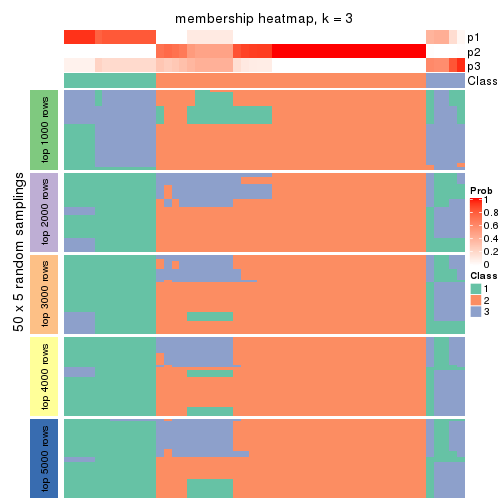 membership heatmap, k = 3
p1
p2
p3
Class
50 x 5 random samplings
top 1000 rows
top 2000 rows
top 3000 rows
top 4000 rows
top 5000 rows
Prob
1
0.8
0.6
0.4
0.2
0
Class
1
2
3